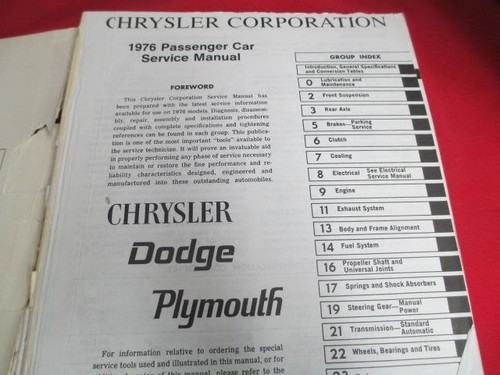 CHRYSLER CORPORATION
1976 Passenger Car
Service Manual
FOREWORD
This Chrysler Corporation Service Manual has
been prepared with the latest service information
available for use on 1976 models. Diagnosis, disassem-
bly, repair, assembly and installation procedures
coupled with complete specifications and tightening
references can be found in each group. This publica-
tion is one of the most important "tools" available to
the service technician. It will prove an invaluable aid
in properly performing any phase of service necessary
to maintain or restore the fine performance and re-
liability characteristics designed, engineered and
manufactured into these outstanding automobiles.
CHRYSLER
Dodge
Plymouth
For information relative to ordering the special
service tools used and illustrated in this manual, or for
of this manual, please refer to the
GROUP INDEX
Introduction, General Specifications
and Conversion Tables
0 Lubrication and
Maintenance
2 Front Suspension
3 Rear Axle
5 Brakes—Parking
Service
6 Clutch
7 Cooling
8 Electrical See Electrical
Service Manual
9 Engine
11 Exhaust System
13 Body and Frame Alignment
14 Fuel System
16 Propeller Shaft and
Universal Joints
17 Springs and Shock Absorbers
19 Steering Gear—Manual
Power
21 Transmission—Standard
Automatic
22 Wheels, Bearings and Tires
23